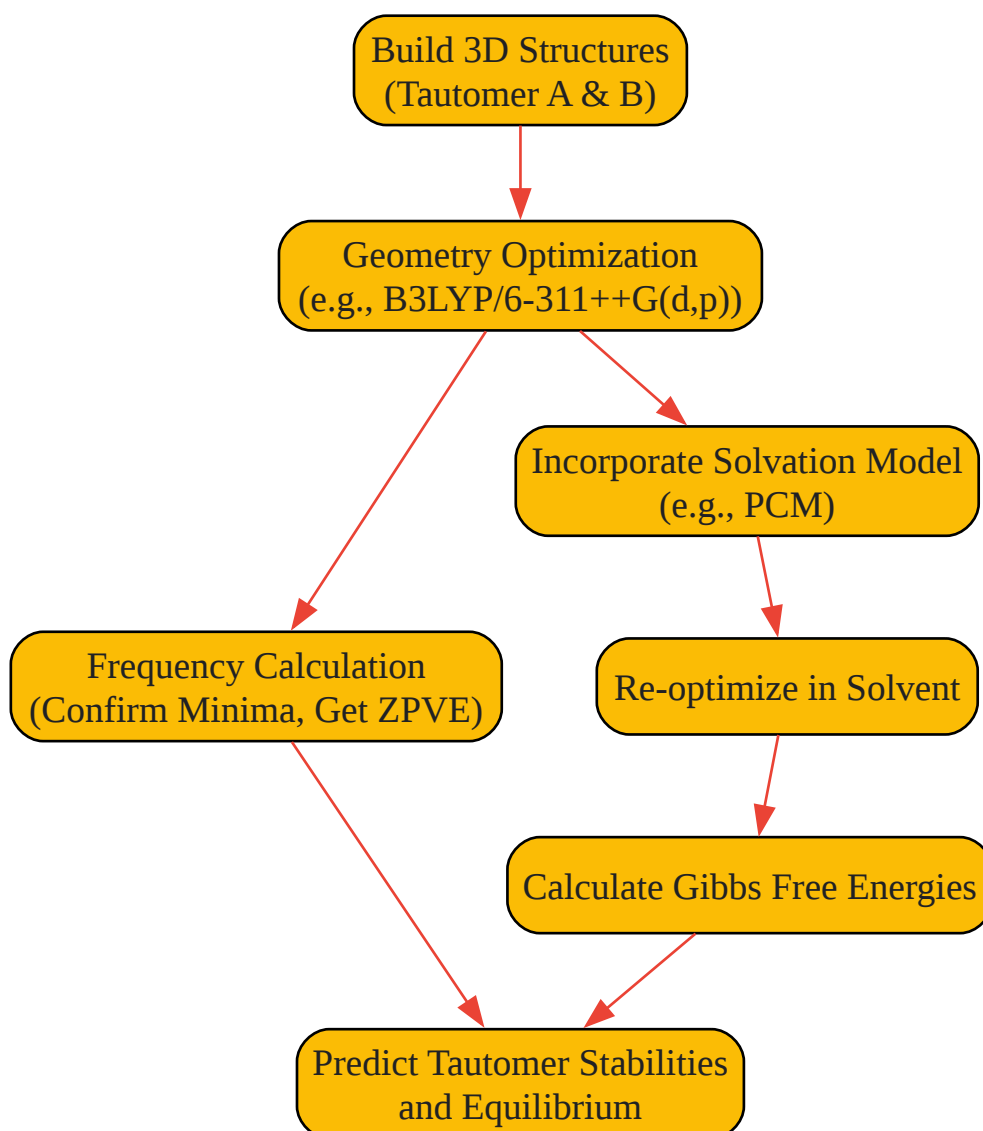 Build 3D Structures
(Tautomer A & B)
Geometry Optimization
(e.g., B3LYP/6-311++G(d,p))
Incorporate Solvation Model
(e.g., PCM)
Frequency Calculation
(Confirm Minima, Get ZPVE)
Re-optimize in Solvent
Calculate Gibbs Free Energies
Predict Tautomer Stabilities
and Equilibrium